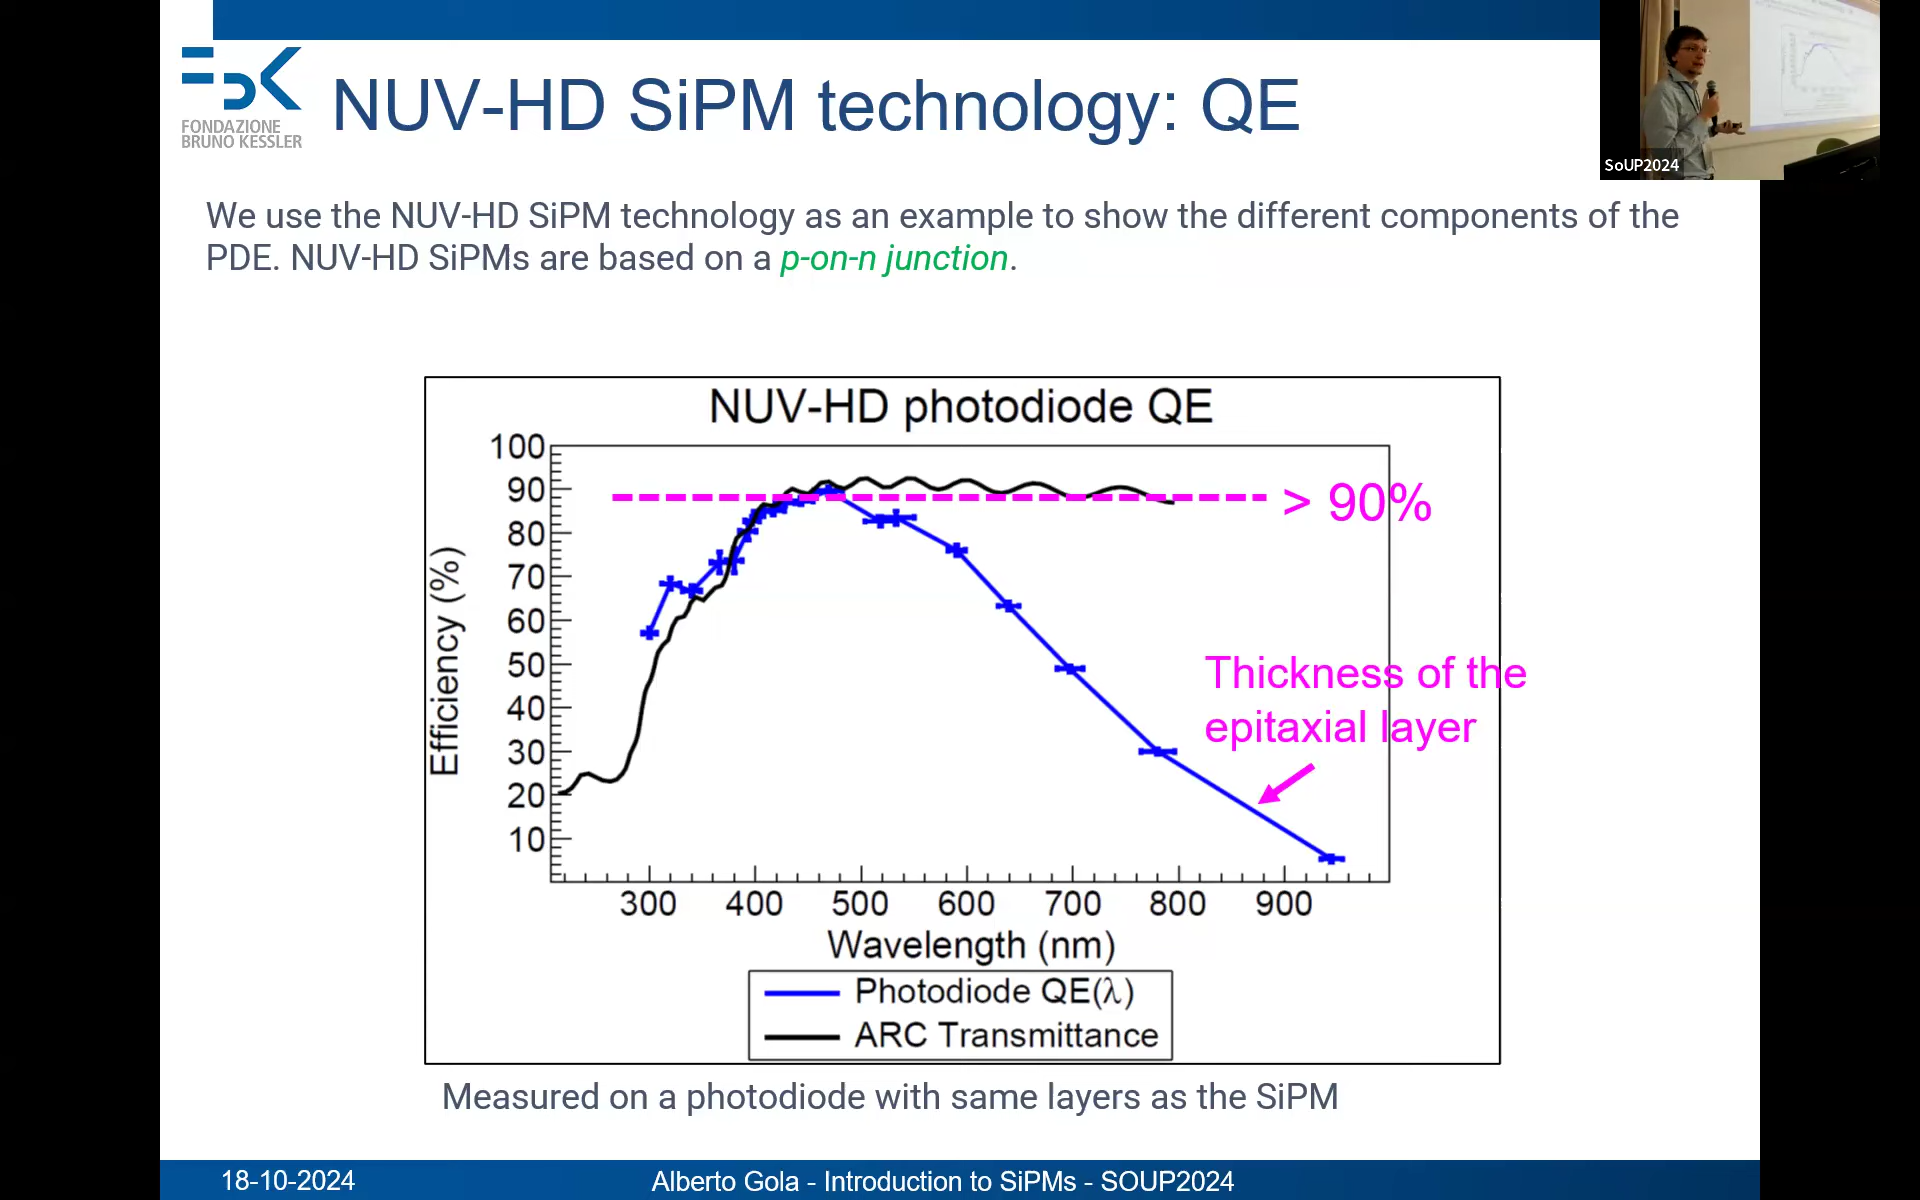 FONDAZIONE
BRUNO KESSLER
NUV-HD SiPM technology: QE
SoUP2024
We use the NUV-HD SiPM technology as an example to show the different components of the
PDE. NUV-HD SiPMs are based on a p-on-n junction.
NUV-HD photodiode QE
100
90
80
70
60
50
40
30
20
10
Efficiency (%)
> 90%
Thickness of the
epitaxial layer
300 400 500 600 700 800 900
Wavelength (nm)
Photodiode QE(λ)
ARC Transmittance
Measured on a photodiode with same layers as the SiPM
18-10-2024
Alberto Gola - Introduction to SiPMs - SOUP2024